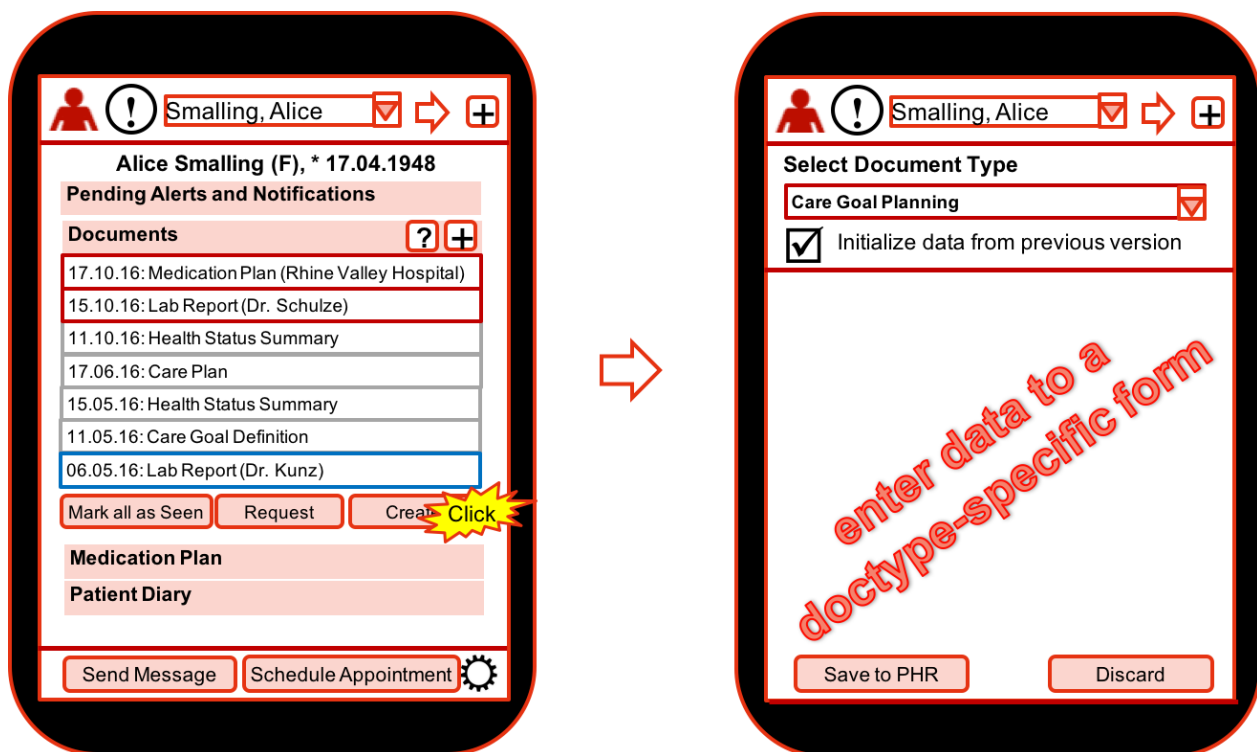 Smalling, Alice
+
!
Alice Smalling (F), * 17.04.1948
Pending Alerts and Notifications
Documents
?
+
17.10.16: Medication Plan (Rhine Valley Hospital)
15.10.16: Lab Report (Dr. Schulze)
11.10.16: Health Status Summary
17.06.16: Care Plan
15.05.16: Health Status Summary
11.05.16: Care Goal Definition
06.05.16: Lab Report (Dr. Kunz)
Mark all as Seen
Request
Create
Click
Medication Plan
Patient Diary
Send Message
Schedule Appointment
!
Smalling, Alice
+
Select Document Type
Care Goal Planning
Initialize data from previous version
enter data to a
doctype-specific form
Save to PHR
Discard